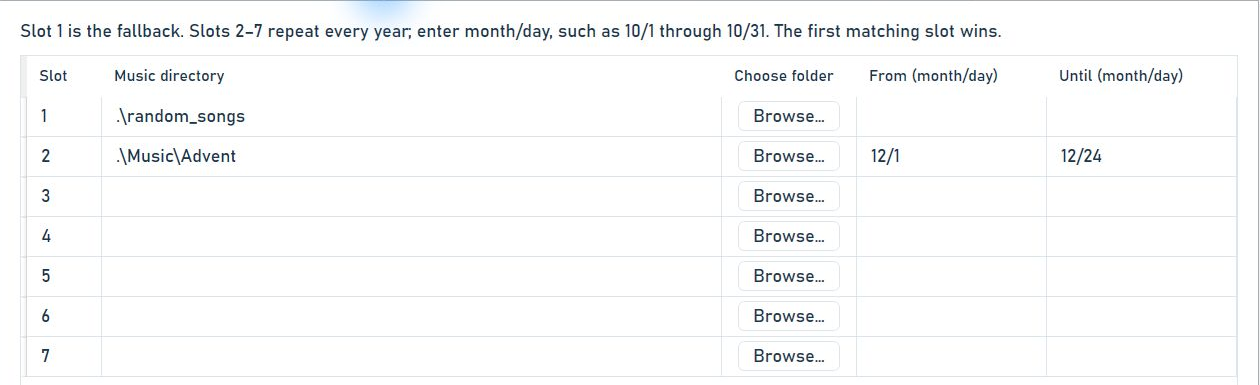 Slot 1 is the fallback. Slots 2–7 repeat every year; enter month/day, such as 10/1 through 10/31. The first matching slot wins.
Slot Music directory Choose folder From (month/day) Until (month/day)
1 .\random_songs Browse...
2 .\Music\Advent Browse... 12/1 12/24
3 Browse...
4 Browse...
5 Browse...
6 Browse...
7 Browse...